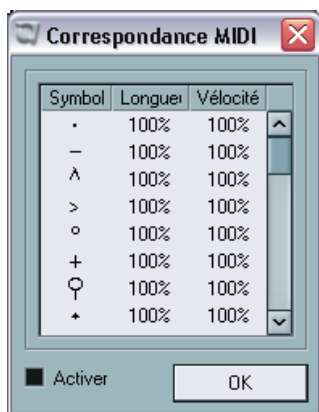 Correspondance MIDI
Symbol Longuei Vélocité
· 100% 100%
– 100% 100%
^ 100% 100%
> 100% 100%
o 100% 100%
+ 100% 100%
100% 100%
100% 100%
Activer OK